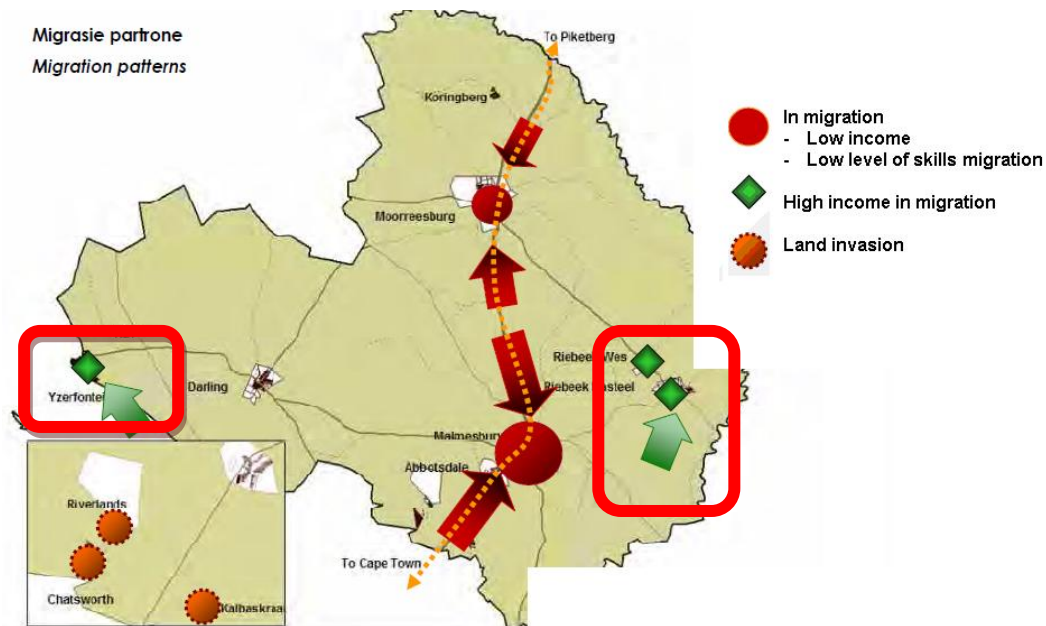 Migrasie partrone
Migration patterns
To Piketberg
Koringberg
Moorreesburg
In migration
- Low income
- Low level of skills migration
High income in migration
Land invasion
Riebeek Wes
Darling
Malmesbury
Abbotsdale
Riverlands
To Cape Town
Chatsworth